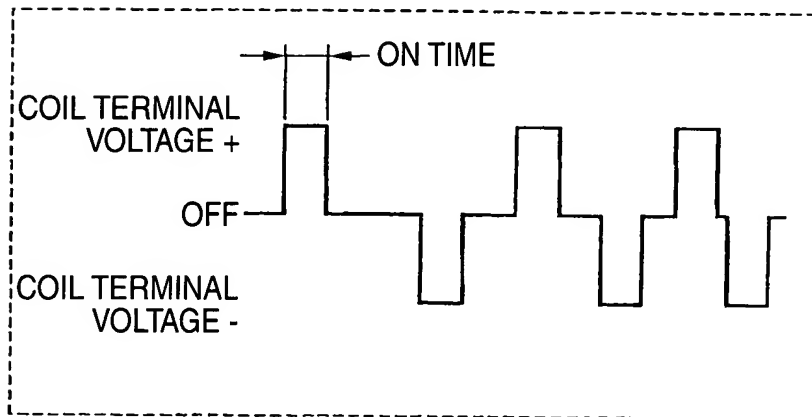 ON TIME
COIL TERMINAL
VOLTAGE +
OFF
COIL TERMINAL
VOLTAGE -